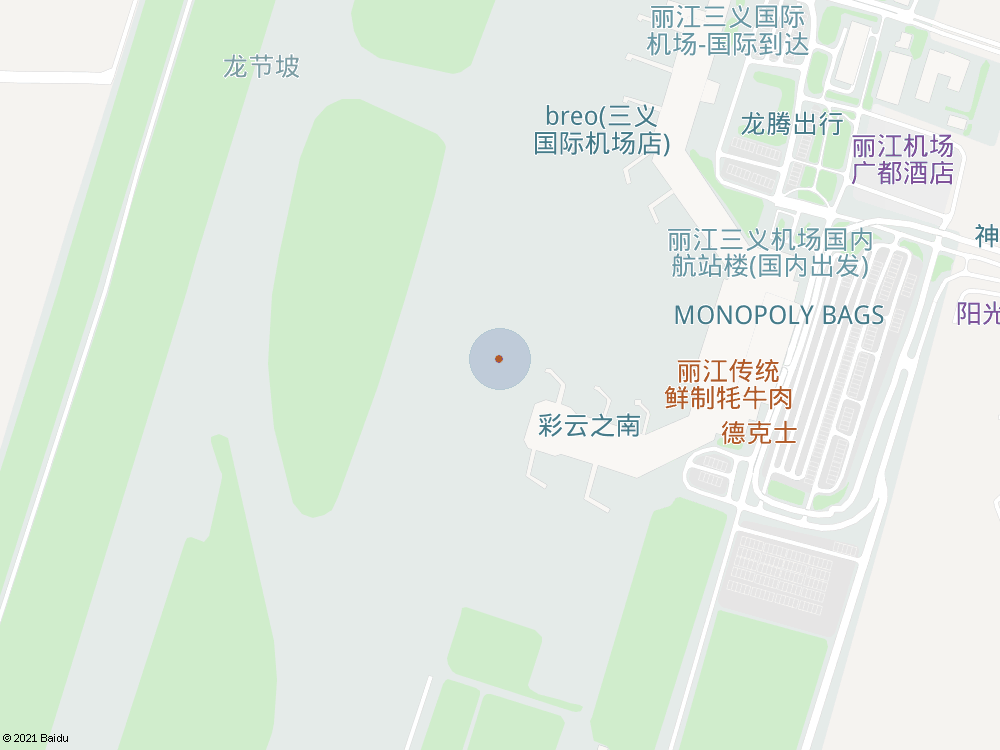 丽江三义国际
机场-国际到达
龙节坡
breo(三义
国际机场店)
龙腾出行
丽江机场
广都酒店
丽江三义机场国内
航站楼(国内出发)
神
MONOPOLY BAGS
阳光
丽江传统
鲜制牦牛肉
彩云之南
德克士
© 2021 Baidu